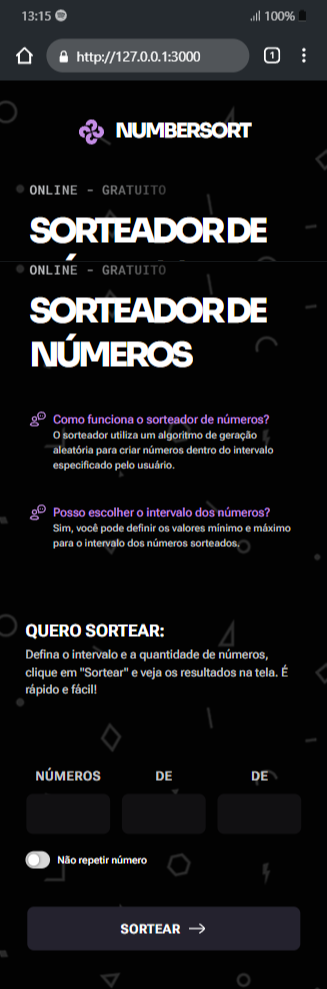 13:15
100%
http://127.0.0.1:3000
1
NUMBERSORT
ONLINE - GRATUITO
SORTEADOR DE
ONLINE - GRATUITO
SORTEADOR DE
NÚMEROS
Como funciona o sorteador de números?
O sorteador utiliza um algoritmo de geração
aleatória para criar números dentro do intervalo
especificado pelo usuário.
Posso escolher o intervalo dos números?
Sim, você pode definir os valores mínimo e máximo
para o intervalo dos números sorteados.
QUERO SORTEAR:
Defina o intervalo e a quantidade de números,
clique em "Sortear" e veja os resultados na tela. É
rápido e fácil!
NÚMEROS DE DE
Não repetir número
SORTEAR